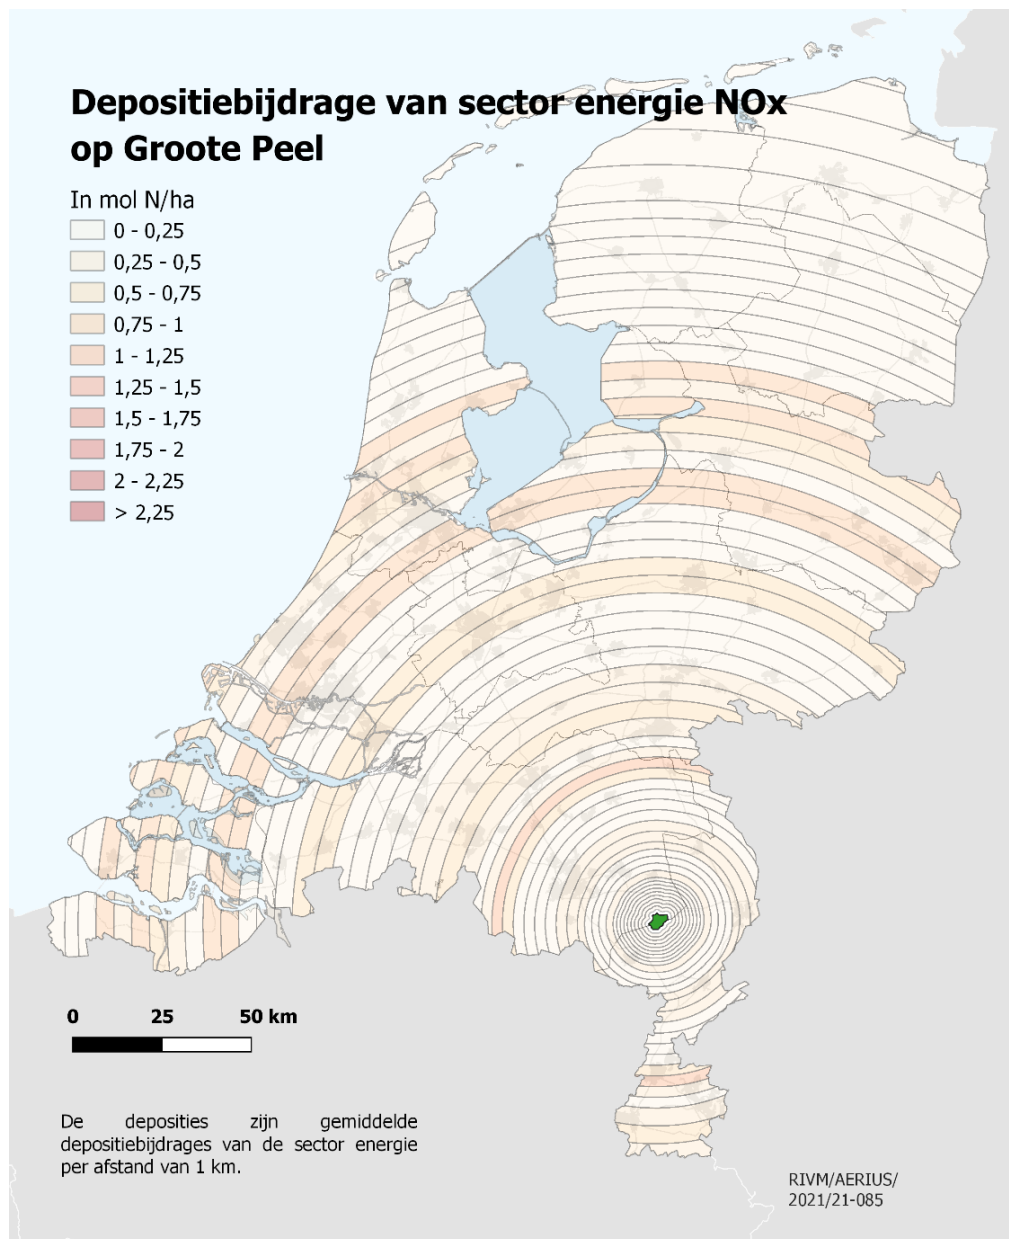 Depositiebijdrage van sector energie NOx
op Groote Peel
In mol N/ha
0 - 0,25
0,25 - 0,5
0,5 - 0,75
0,75 - 1
1 - 1,25
1,25 - 1,5
1,5 - 1,75
1,75 - 2
2 - 2,25
> 2,25
0 25 50 km
De deposities zijn gemiddelde
depositiebijdrages van de sector energie
per afstand van 1 km.
RIVM/AERIUS/
2021/21-085